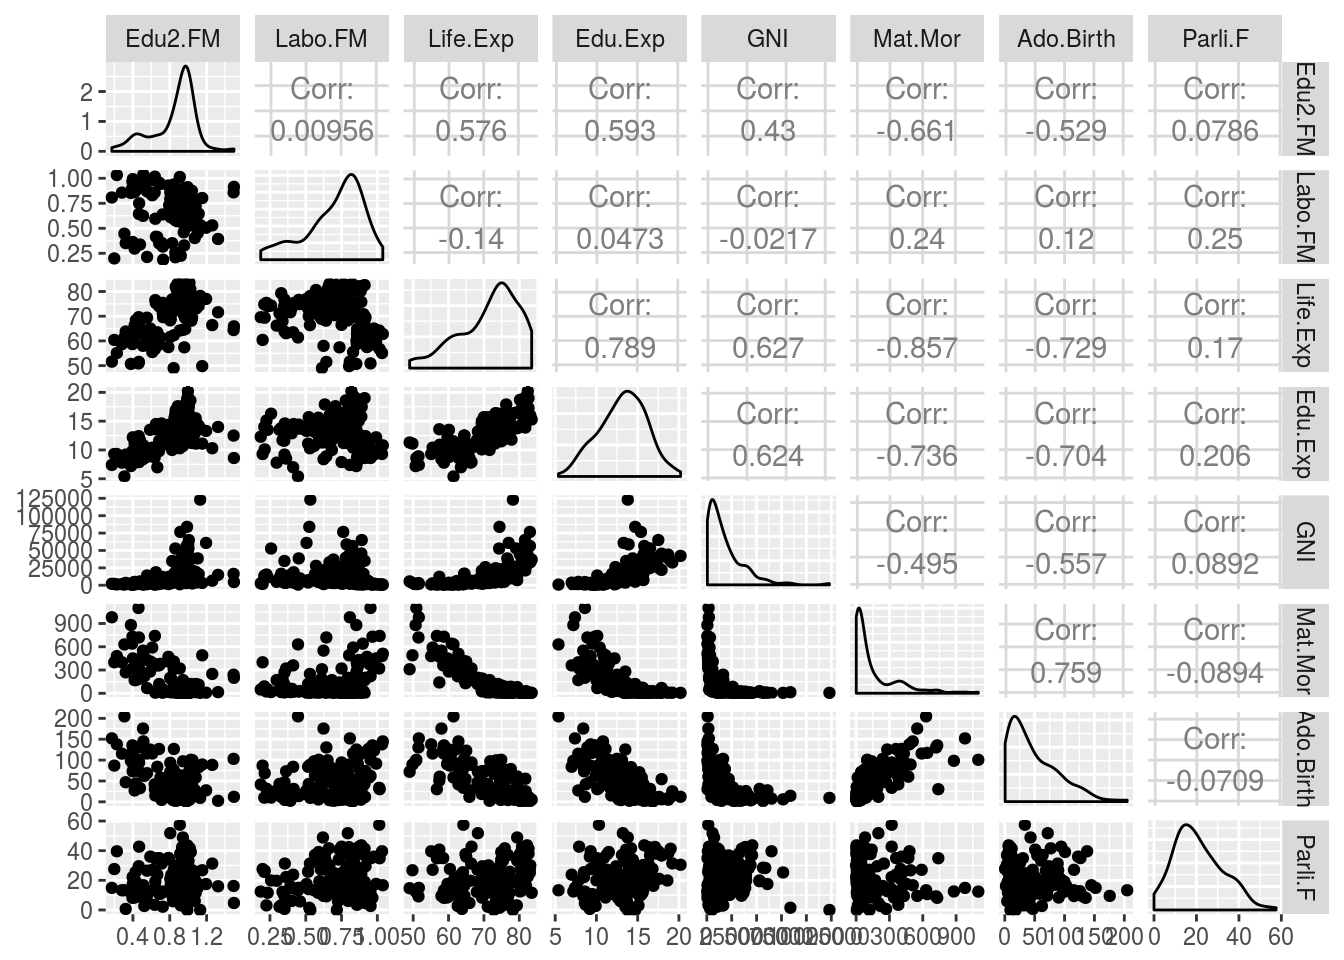 Edu2.FM Labo.FM Life.Exp Edu.Exp GNI Mat.Mor Ado.Birth Parli.F
2 Corr: Corr: Corr: Corr: Corr: Corr: Corr: Edu2.FM
1 0.00956 0.576 0.593 0.43 -0.661 -0.529 0.0786
0
1.00 Corr: Corr: Corr: Corr: Corr: Corr: Labo.FM
0.75
0.50 -0.14 0.0473 -0.0217 0.24 0.12 0.25
0.25
80 Corr: Corr: Corr: Corr: Corr: Life.Exp
70
60 0.789 0.627 -0.857 -0.729 0.17
50
20 Corr: Corr: Corr: Corr: Edu.Exp
15
10 0.624 -0.736 -0.704 0.206
5
125000
100000 Corr: Corr: Corr: GNI
75000
50000
25000 -0.495 -0.557 0.0892
0
900 Corr: Corr: Mat.Mor
600
300 0.759 -0.0894
0
200 Corr: Ado.Birth
150
100
50 -0.0709
0
60 Parli.F
40
20
0
0.4 0.8 1.2 0.25 0.50 0.75 1.00 50 60 70 80 5 10 15 20 0 300 600 900 0 50 100 150 200 0 20 40 60